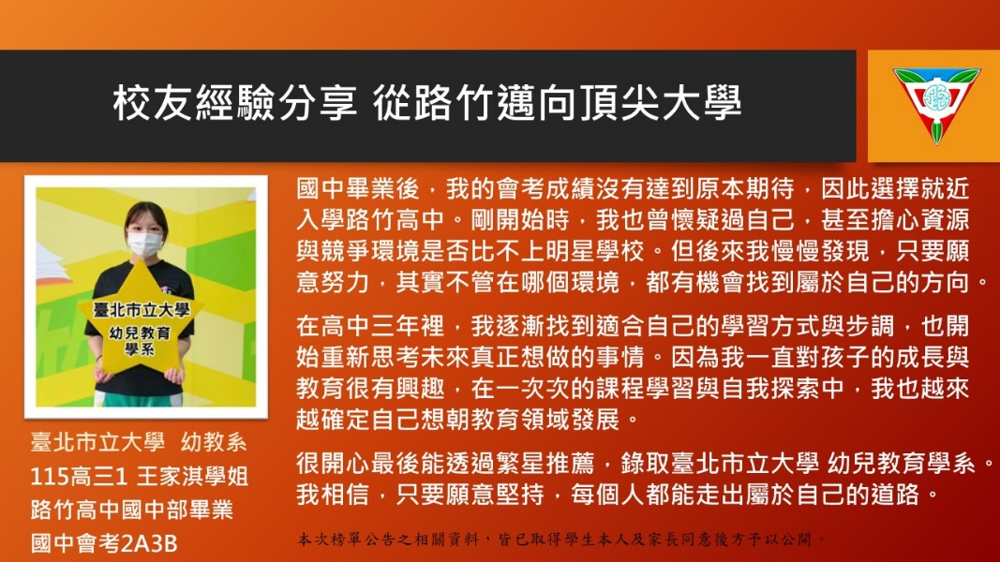 校友經驗分享 從路竹邁向頂尖大學
路
臺北市立大學
幼兒教育
學系
臺北市立大學 幼教系
115高三1 王家淇學姐
路竹高中國中部畢業
國中會考2A3B
國中畢業後，我的會考成績沒有達到原本期待，因此選擇就近
入學路竹高中。剛開始時，我也曾懷疑過自己，甚至擔心資源
與競爭環境是否比不上明星學校。但後來我慢慢發現，只要願
意努力，其實不管在哪個環境，都有機會找到屬於自己的方向。
在高中三年裡，我逐漸找到適合自己的學習方式與步調，也開
始重新思考未來真正想做的事情。因為我一直對孩子的成長與
教育很有興趣，在一次次的課程學習與自我探索中，我也越來
越確定自己想朝教育領域發展。
很開心最後能透過繁星推薦，錄取臺北市立大學 幼兒教育學系。
我相信，只要願意堅持，每個人都能走出屬於自己的道路。
本次榜單公告之相關資料，皆已取得學生本人及家長同意後方予以公開。